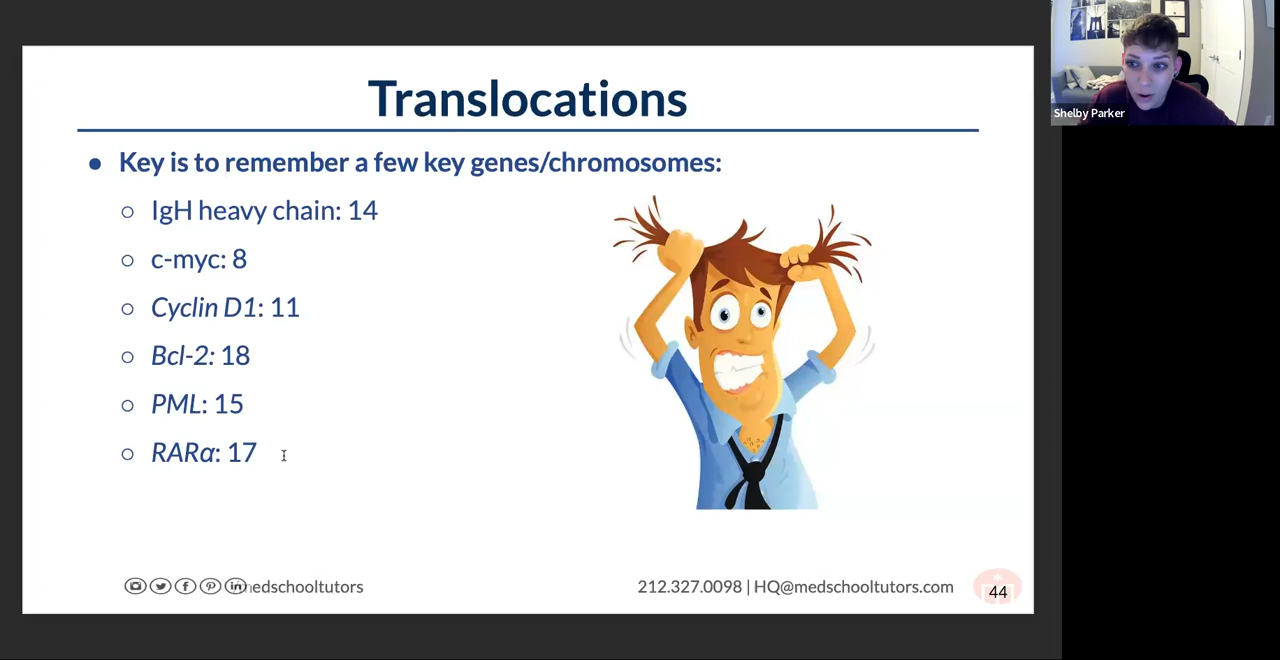 Translocations
Shelby Parker
● Key is to remember a few key genes/chromosomes:
○ IgH heavy chain: 14
○ c-myc: 8
○ Cyclin D1: 11
○ Bcl-2: 18
○ PML: 15
○ RARα: 17
medschooltutors
212.327.0098 | HQ@medschooltutors.com
44